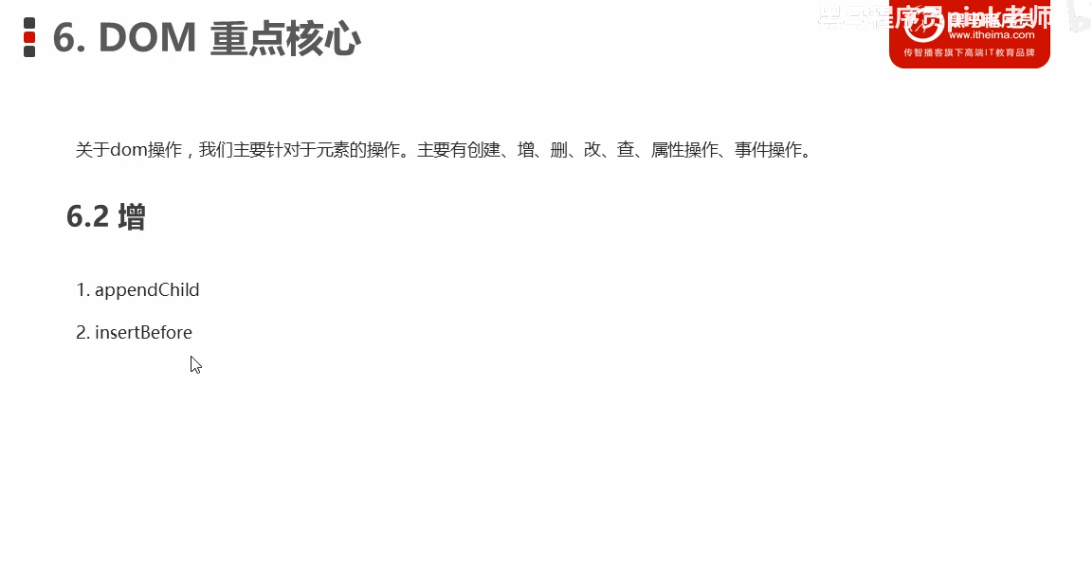 6. DOM 重点核心
黑马程序员pink老师
www.itheima.com
传智播客旗下高端IT教育品牌
关于dom操作，我们主要针对于元素的操作。主要有创建、增、删、改、查、属性操作、事件操作。
6.2 增
1. appendChild
2. insertBefore